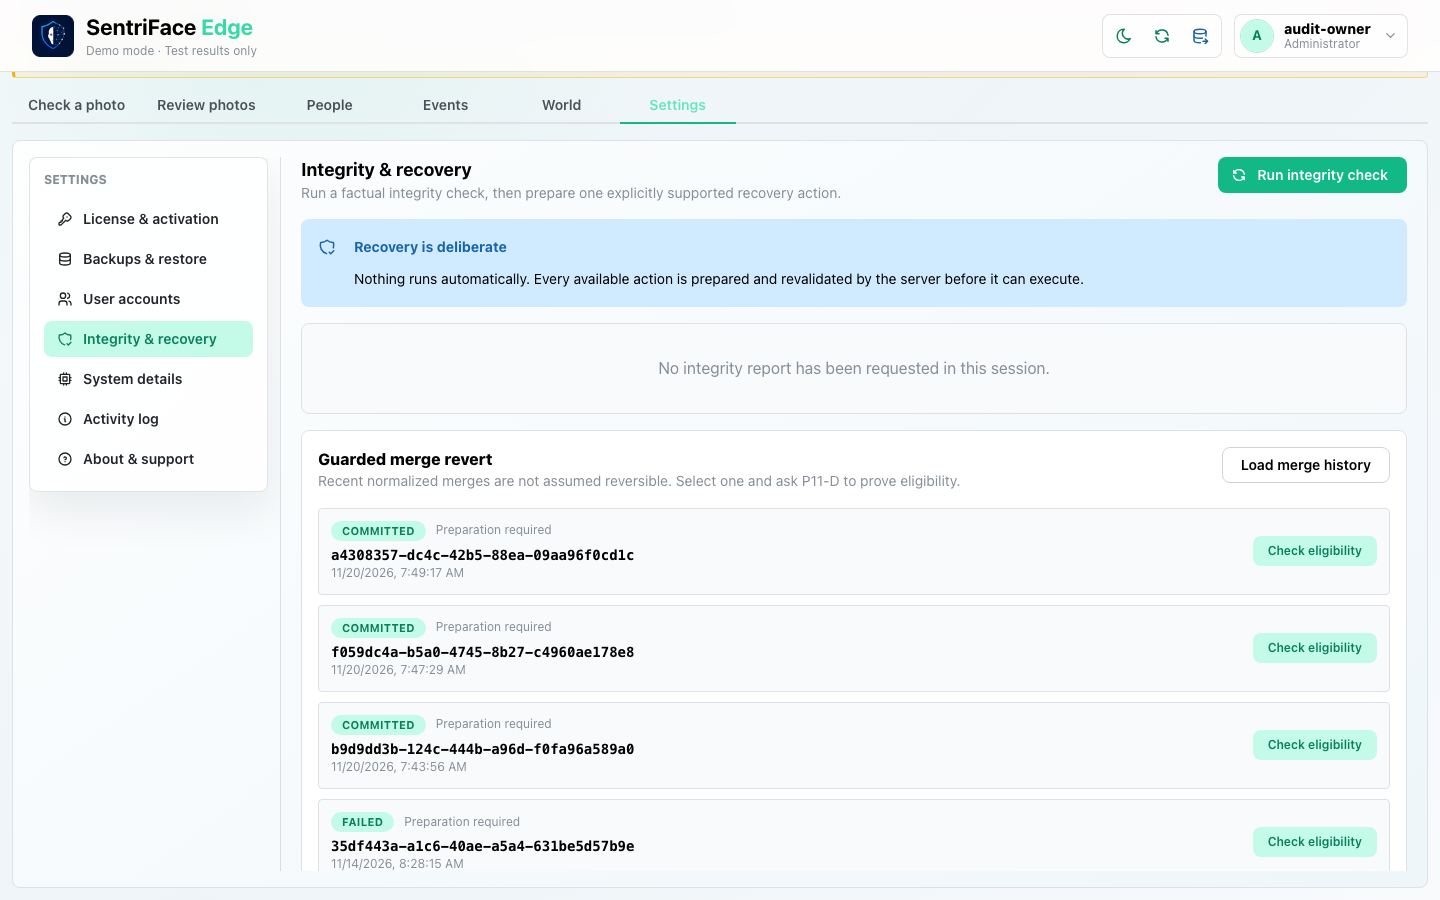 SentriFace Edge
Demo mode · Test results only
A
audit-owner
Administrator
Check a photo
Review photos
People
Events
World
Settings
SETTINGS
License & activation
Backups & restore
User accounts
Integrity & recovery
System details
Activity log
About & support
Integrity & recovery
Run a factual integrity check, then prepare one explicitly supported recovery action.
Run integrity check
Recovery is deliberate
Nothing runs automatically. Every available action is prepared and revalidated by the server before it can execute.
No integrity report has been requested in this session.
Guarded merge revert
Recent normalized merges are not assumed reversible. Select one and ask P11-D to prove eligibility.
Load merge history
COMMITTED Preparation required
a4308357-dc4c-42b5-88ea-09aa96f0cd1c
11/20/2026, 7:49:17 AM
Check eligibility
COMMITTED Preparation required
f059dc4a-b5a0-4745-8b27-c4960ae178e8
11/20/2026, 7:47:29 AM
Check eligibility
COMMITTED Preparation required
b9d9dd3b-124c-444b-a96d-f0fa96a589a0
11/20/2026, 7:43:56 AM
Check eligibility
FAILED Preparation required
35df443a-a1c6-40ae-a5a4-631be5d57b9e
11/14/2026, 8:28:15 AM
Check eligibility